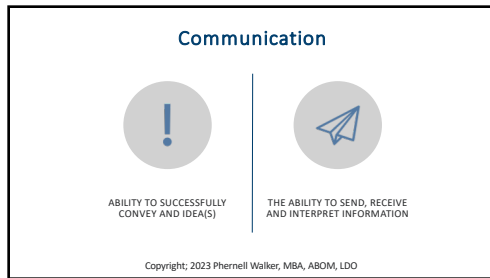 Communication
ABILITY TO SUCCESSFULLY
CONVEY AND IDEA(S)
THE ABILITY TO SEND, RECEIVE
AND INTERPRET INFORMATION
Copyright; 2023 Phernell Walker, MBA, ABOM, LDO